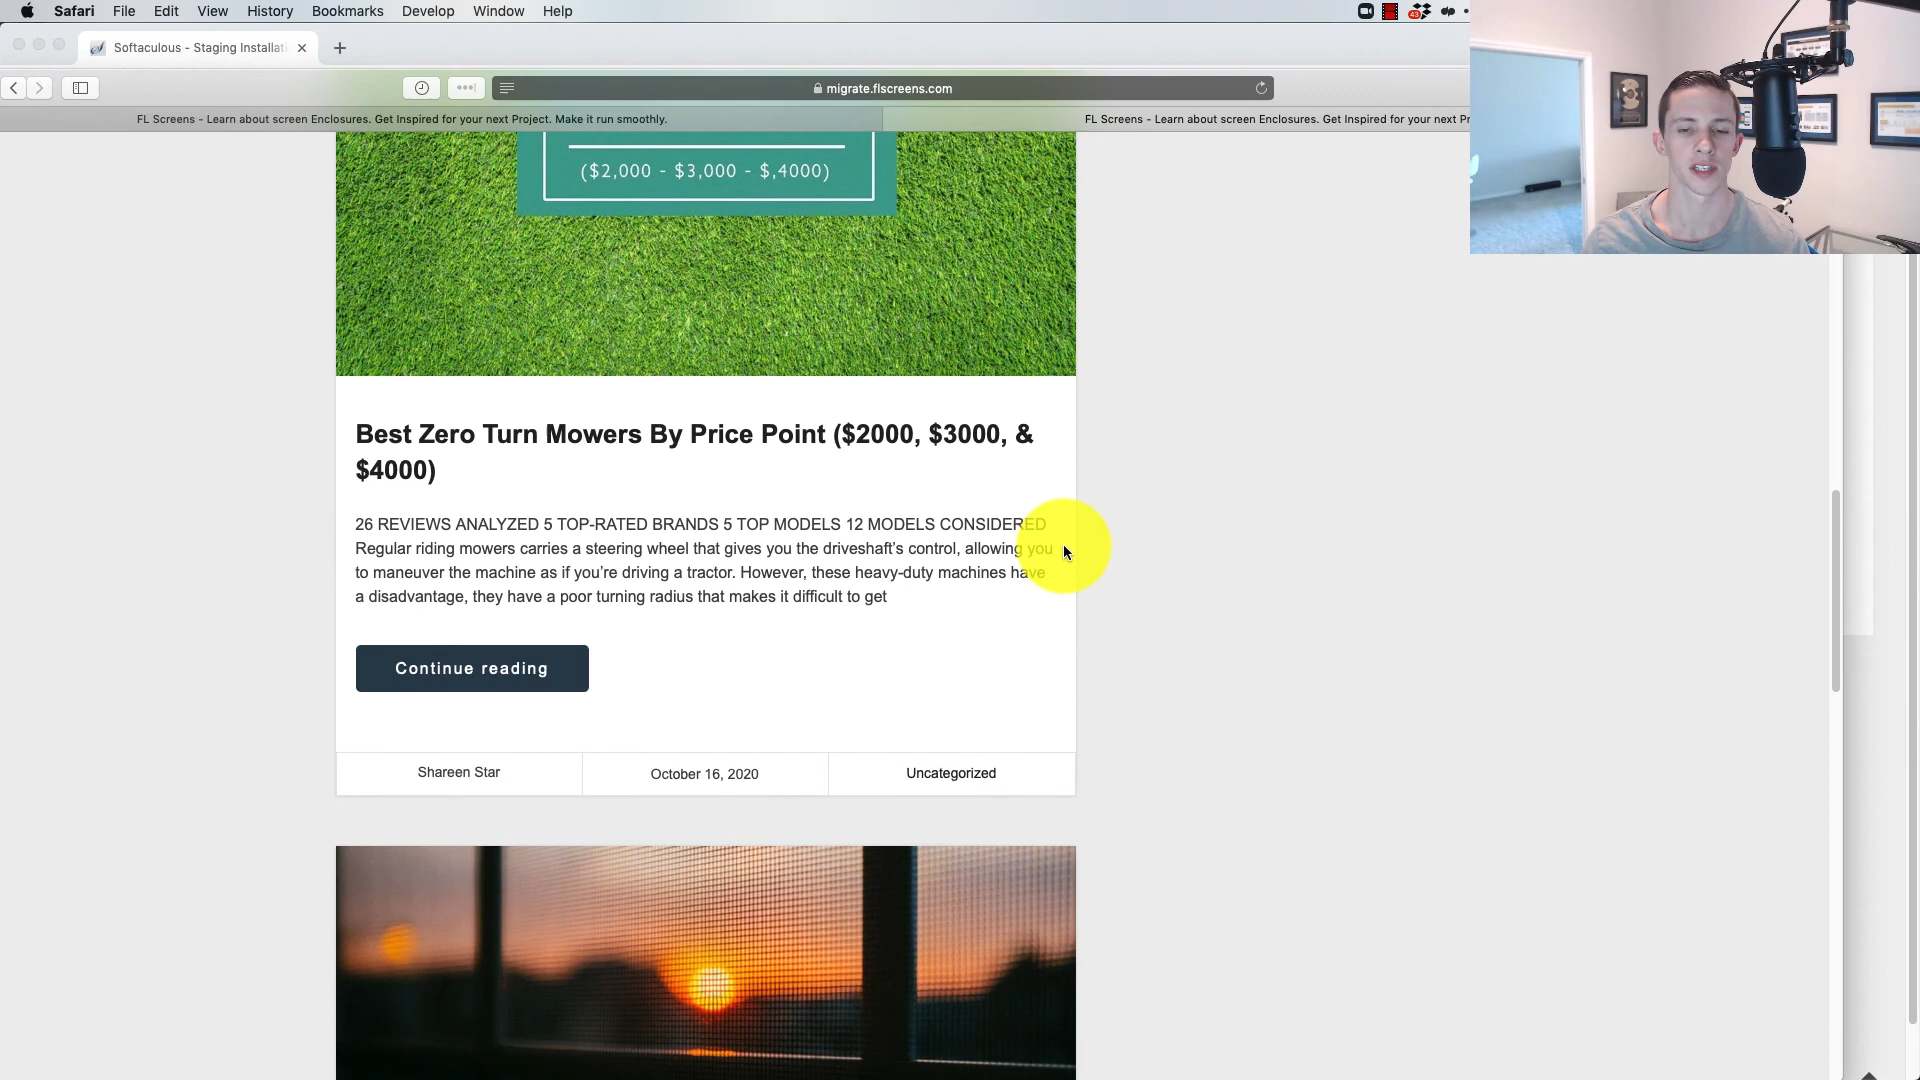 Safari File Edit View History Bookmarks Develop Window Help
43
Softaculous - Staging Installati
migrate.flscreens.com
FL Screens - Learn about screen Enclosures. Get Inspired for your next Project. Make it run smoothly.
FL Screens - Learn about screen Enclosures. Get Inspired for your next Pr
($2,000 - $3,000 - $,4000)
Best Zero Turn Mowers By Price Point ($2000, $3000, &
$4000)
26 REVIEWS ANALYZED 5 TOP-RATED BRANDS 5 TOP MODELS 12 MODELS CONSIDERED
Regular riding mowers carries a steering wheel that gives you the driveshaft’s control, allowing you
to maneuver the machine as if you’re driving a tractor. However, these heavy-duty machines have
a disadvantage, they have a poor turning radius that makes it difficult to get
Continue reading
Shareen Star
October 16, 2020
Uncategorized